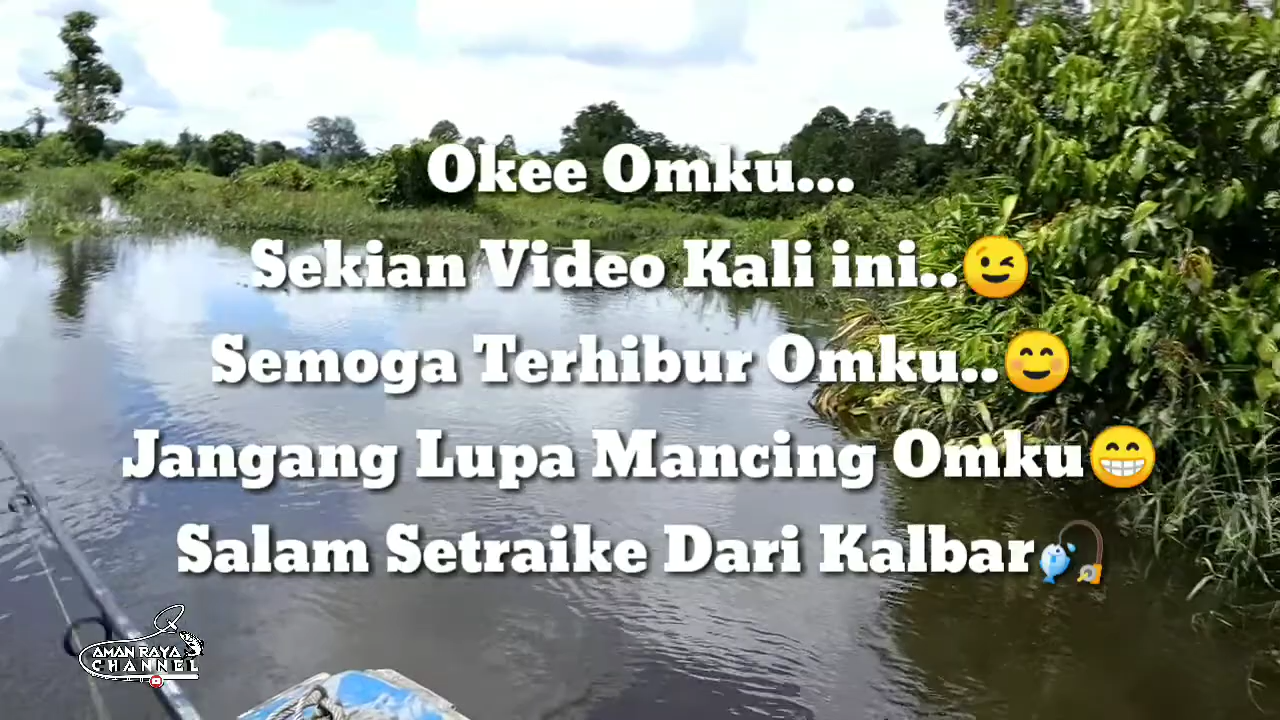 Okee Omku...
Sekian Video Kali ini..😉
Semoga Terhibur Omku..😊
Jangang Lupa Mancing Omku😁
Salam Setraike Dari Kalbar🎣
AMAN RAYA
CHANNEL